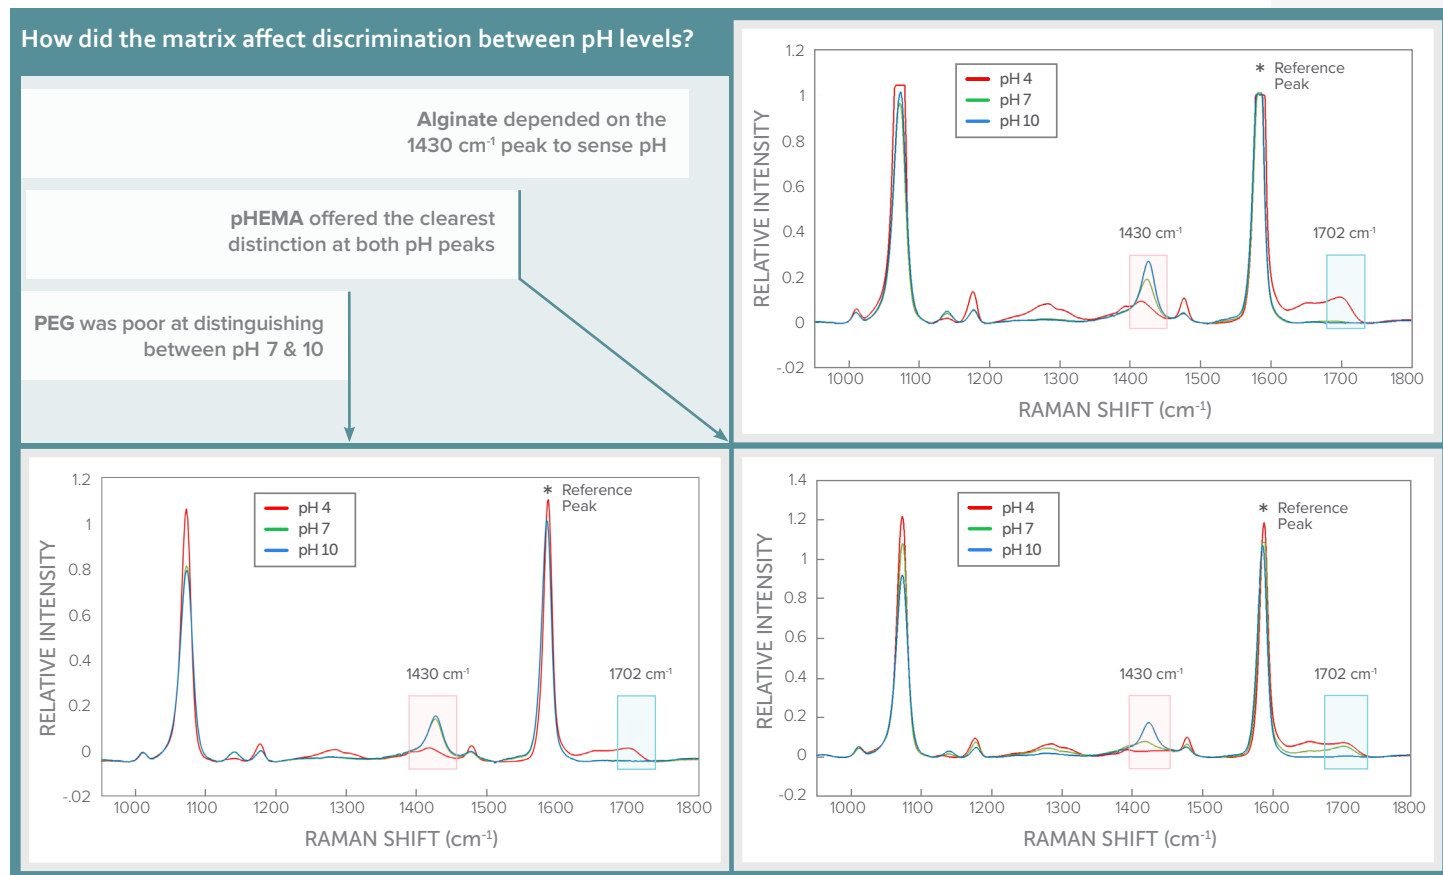 How did the matrix affect discrimination between pH levels?
Alginate depended on the
1430 cm⁻¹ peak to sense pH
pHEMA offered the clearest
distinction at both pH peaks
PEG was poor at distinguishing
between pH 7 & 10
1.2
1
0.8
0.6
0.4
0.2
0
-.02
RELATIVE INTENSITY
pH 4
pH 7
pH 10
* Reference
Peak
1430 cm⁻¹
1702 cm⁻¹
1000 1100 1200 1300 1400 1500 1600 1700 1800
RAMAN SHIFT (cm⁻¹)
1.2
1
0.8
0.6
0.4
0.2
0
-.02
RELATIVE INTENSITY
pH 4
pH 7
pH 10
* Reference
Peak
1430 cm⁻¹
1702 cm⁻¹
1000 1100 1200 1300 1400 1500 1600 1700 1800
RAMAN SHIFT (cm⁻¹)
1.4
1.2
1
0.8
0.6
0.4
0.2
0
-0.2
RELATIVE INTENSITY
pH 4
pH 7
pH 10
* Reference
Peak
1430 cm⁻¹
1702 cm⁻¹
1000 1100 1200 1300 1400 1500 1600 1700 1800
RAMAN SHIFT (cm⁻¹)